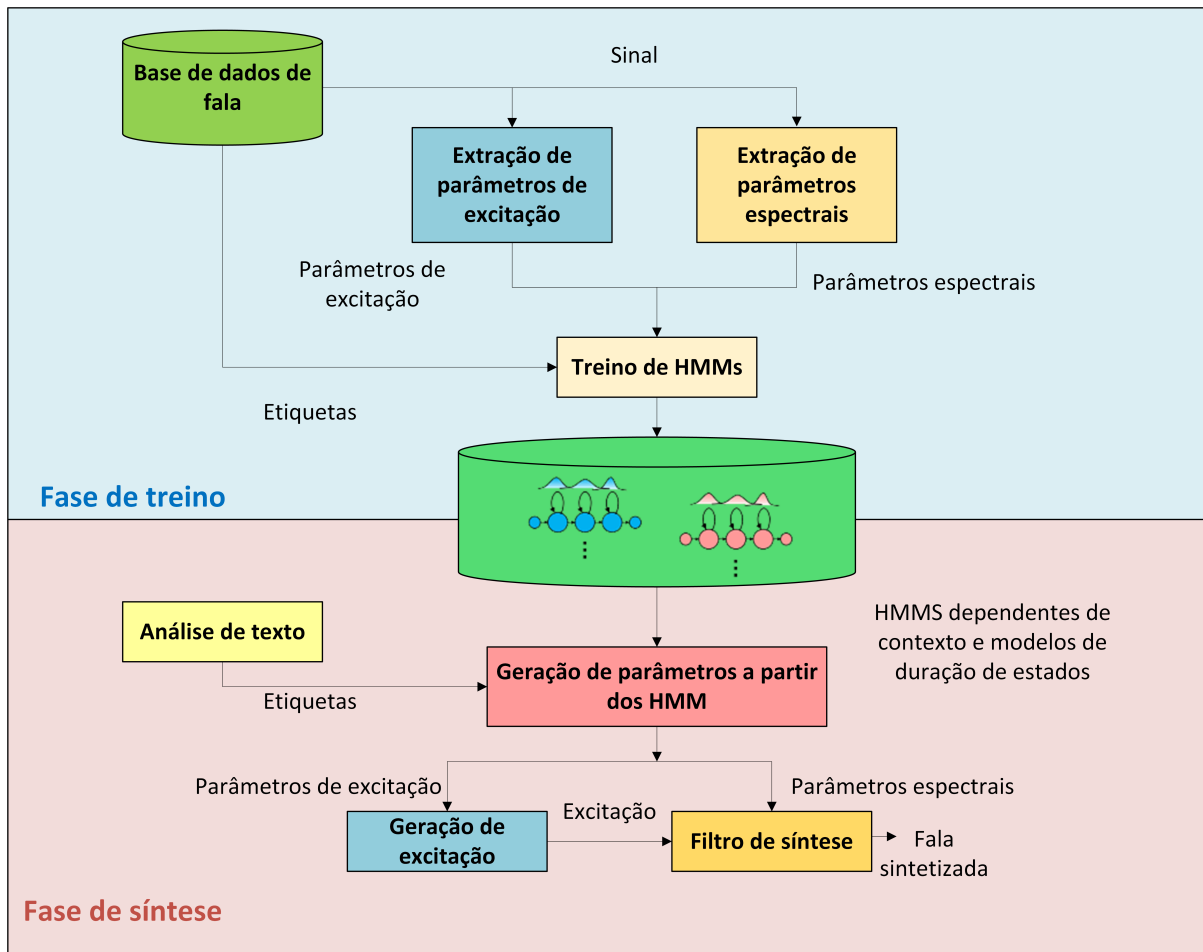 Sinal
Base de dados de
fala
Extração de
parâmetros de
excitação
Extração de
parâmetros
espectrais
Parâmetros de
excitação
Parâmetros espectrais
Treino de HMMs
Etiquetas
Fase de treino
HMMS dependentes de
contexto e modelos de
duração de estados
Análise de texto
Geração de parâmetros a partir
dos HMM
Etiquetas
Parâmetros de excitação
Parâmetros espectrais
Excitação
Geração de
excitação
Filtro de síntese
Fala
sintetizada
Fase de síntese